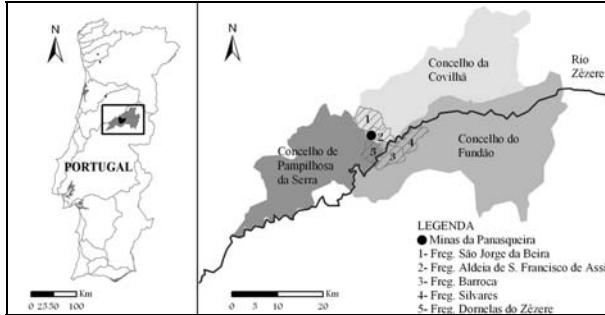 N
PORTUGAL
Km
0 25 50 100
N
Concelho da
Covilhã
Rio
Zêzere
1
2
Concelho do
Fundão
4
3
5
Concelho de
Pampilhosa
da Serra
LEGENDA
Minas da Panasqueira
1- Freg. São Jorge da Beira
2- Freg. Aldeia de S. Francisco de Assi
3- Freg. Barroca
4- Freg. Silvares
5- Freg. Dornelas do Zêzere
Km
0 10 20